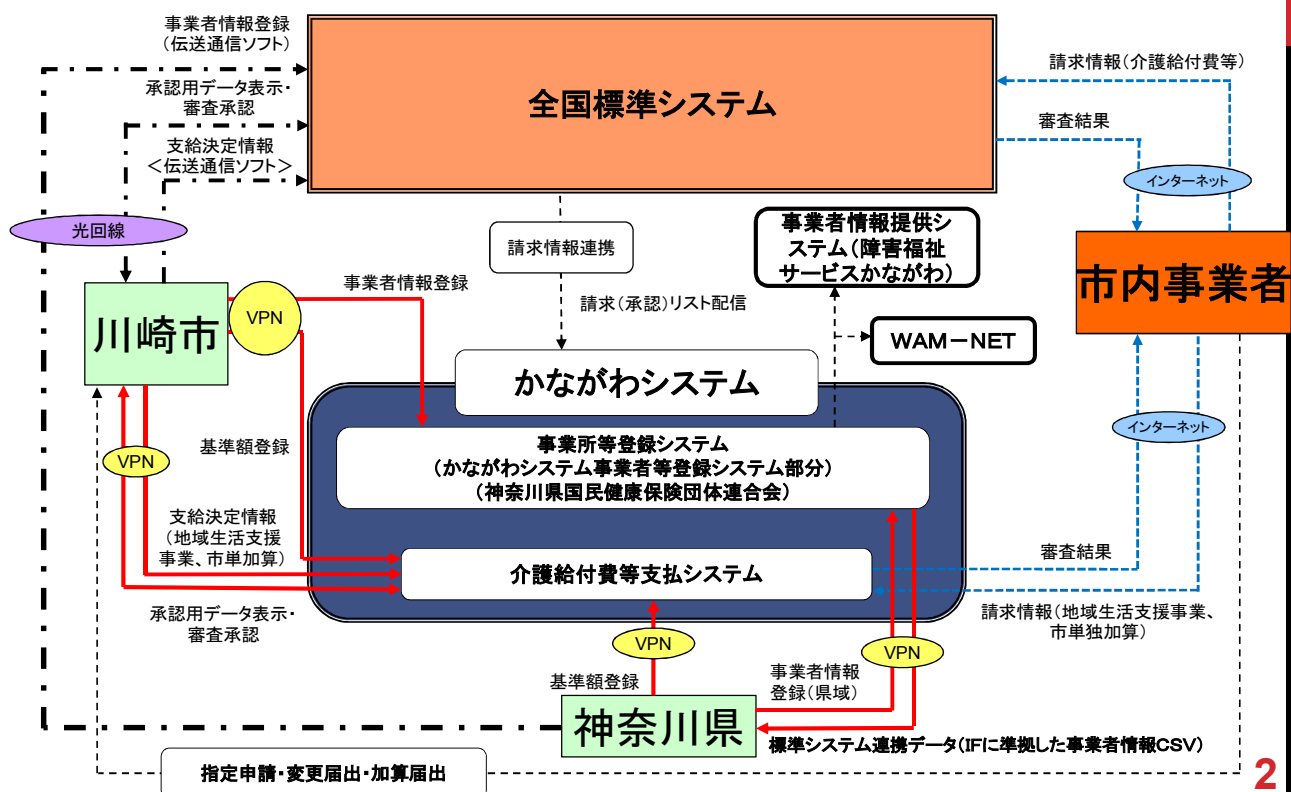 事業者情報登録
(伝送通信ソフト)
承認用データ表示・
審査承認
支給決定情報
＜伝送通信ソフト＞
全国標準システム
請求情報(介護給付費等)
審査結果
インターネット
光回線
請求情報連携
事業者情報提供シ
ステム(障害福祉
サービスかながわ)
市内事業者
事業者情報登録
請求(承認)リスト配信
VPN
川崎市
WAM－NET
かながわシステム
基準額登録
VPN
事業所等登録システム
(かながわシステム事業者等登録システム部分)
(神奈川県国民健康保険団体連合会)
インターネット
支給決定情報
(地域生活支援
事業、市単加算)
介護給付費等支払システム
審査結果
承認用データ表示・
審査承認
請求情報(地域生活支援事業、
市単独加算)
VPN
VPN
基準額登録
事業者情報
登録(県域)
神奈川県
標準システム連携データ(IFに準拠した事業者情報CSV)
指定申請・変更届出・加算届出
2